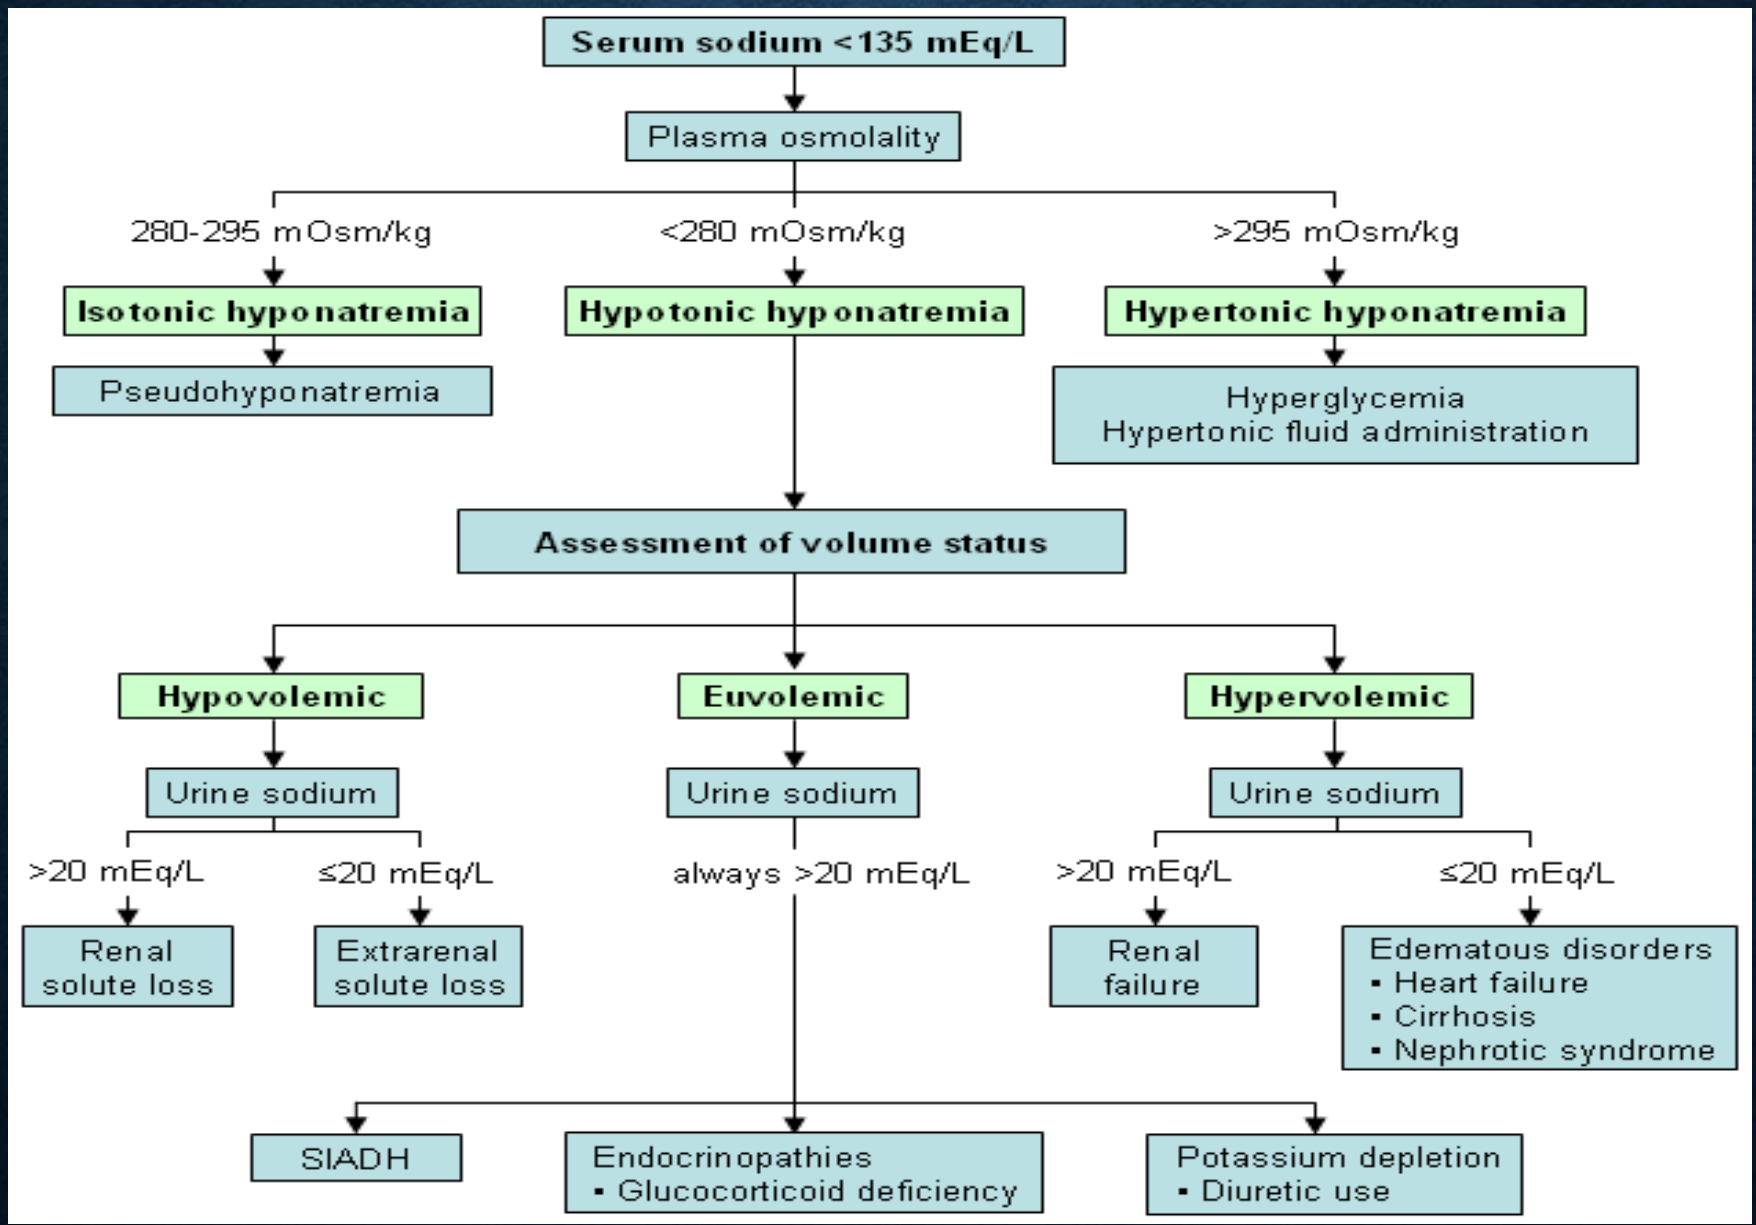 Serum sodium <135 mEq/L
Plasma osmolality
280-295 mOsm/kg
<280 mOsm/kg
>295 mOsm/kg
Isotonic hyponatremia
Hypotonic hyponatremia
Hypertonic hyponatremia
Pseudohyponatremia
Hyperglycemia
Hypertonic fluid administration
Assessment of volume status
Hypovolemic
Euvolemic
Hypervolemic
Urine sodium
Urine sodium
Urine sodium
>20 mEq/L
≤20 mEq/L
always >20 mEq/L
>20 mEq/L
≤20 mEq/L
Renal
solute loss
Extrarenal
solute loss
Renal
failure
Edematous disorders
▪ Heart failure
▪ Cirrhosis
▪ Nephrotic syndrome
SIADH
Endocrinopathies
▪ Glucocorticoid deficiency
Potassium depletion
▪ Diuretic use